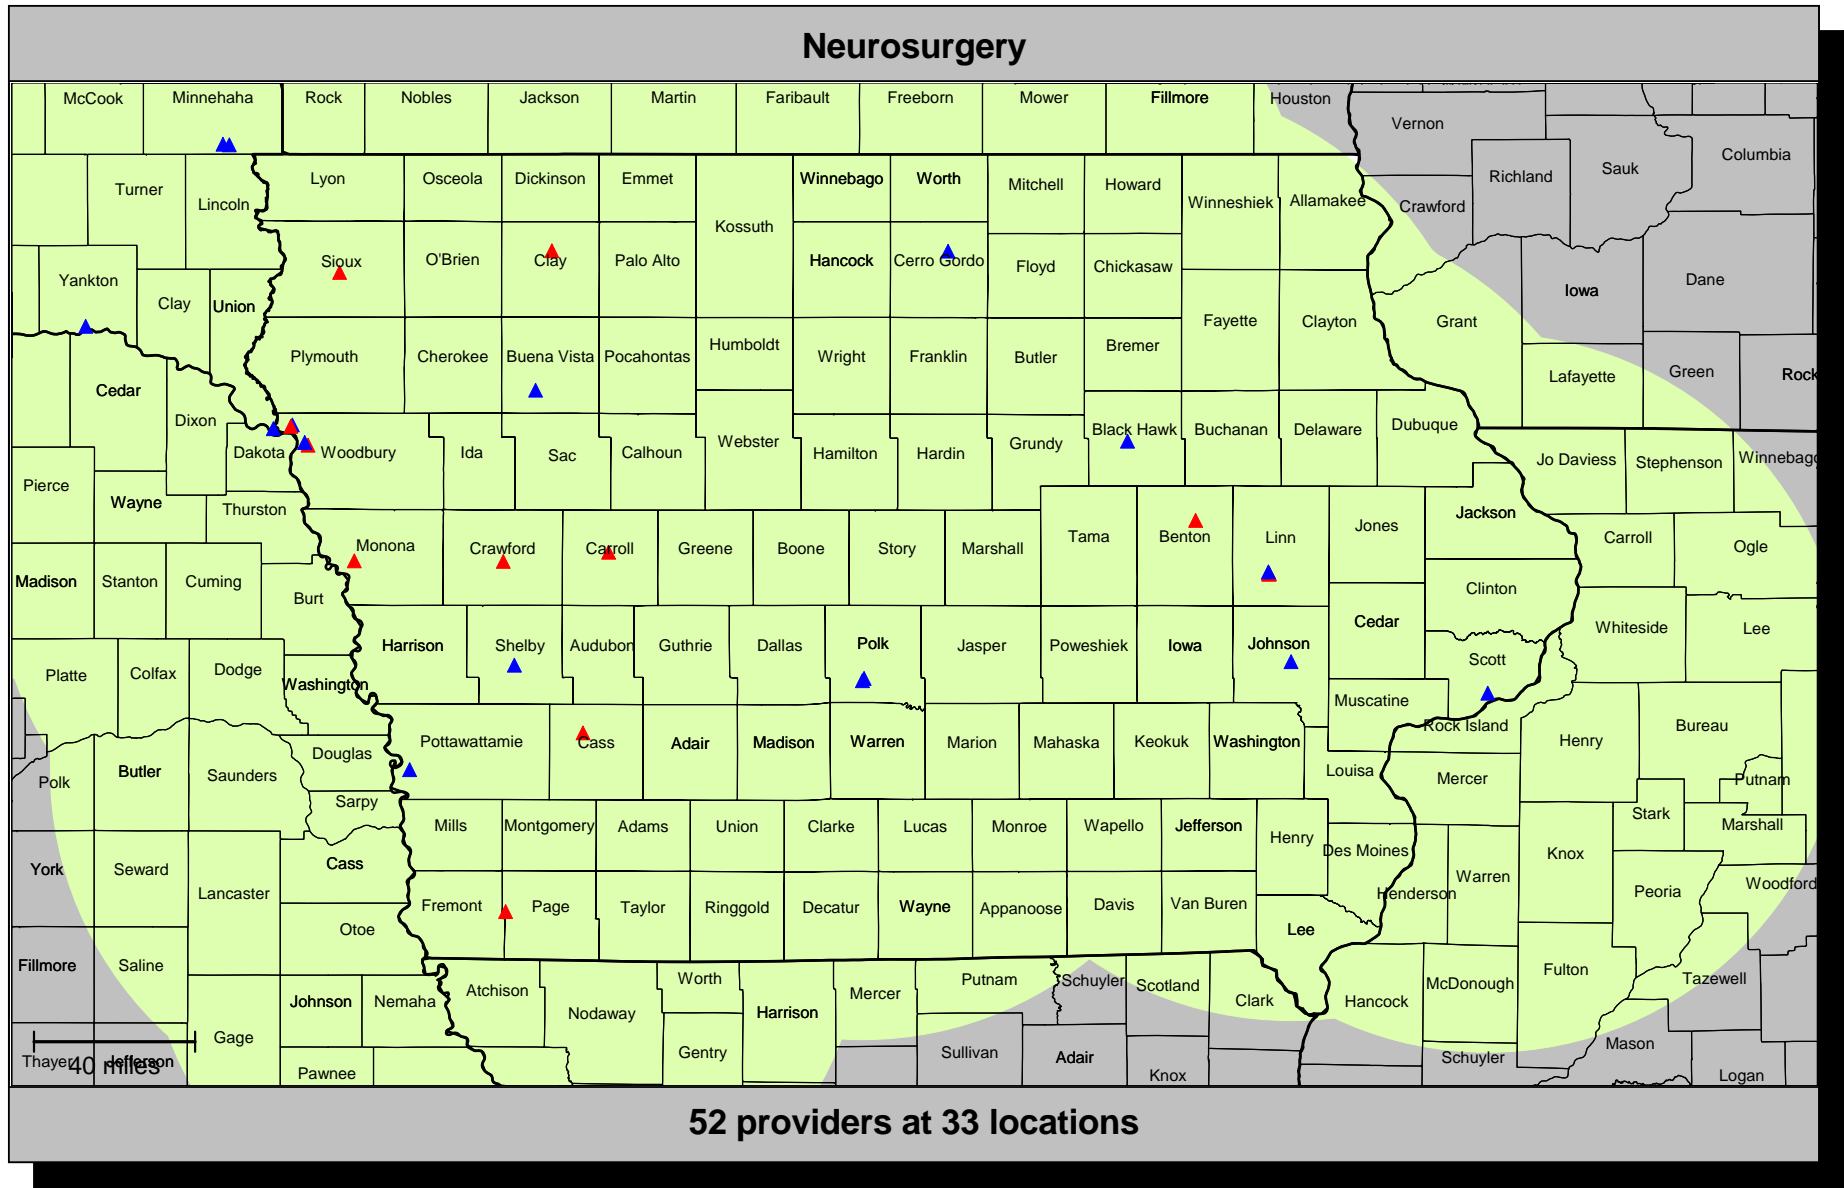 Neurosurgery
McCook Minnehaha Rock Nobles Jackson Martin Faribault Freeborn Mower Fillmore Houston
Vernon
Columbia
Sauk
Richland
Turner Lyon Osceola Dickinson Emmet Winnebago Worth Mitchell Howard
Lincoln Winneshiek Allamakee Crawford
Kossuth
Sioux O'Brien Clay Palo Alto Hancock Cerro Gordo Floyd Chickasaw
Yankton Clay Union Iowa Dane
Fayette Clayton Grant
Plymouth Cherokee Buena Vista Pocahontas Humboldt Wright Franklin Butler Bremer
Cedar Lafayette Green Rock
Dixon Dubuque
Dakota Woodbury Ida Sac Calhoun Webster Hamilton Hardin Grundy Black Hawk Buchanan Delaware
Jo Daviess Stephenson Winnebago
Pierce
Wayne Thurston Jackson
Monona Crawford Carroll Greene Boone Story Marshall Tama Benton Linn Jones Carroll Ogle
Madison Stanton Cuming Burt Clinton
Cedar Whiteside Lee
Harrison Shelby Audubon Guthrie Dallas Polk Jasper Poweshiek Iowa Johnson Scott
Platte Colfax Dodge Washington
Muscatine Rock Island Bureau
Douglas Pottawattamie Cass Adair Madison Warren Marion Mahaska Keokuk Washington Henry
Polk Butler Saunders Louisa Mercer Putnam
Sarpy Mills Montgomery Adams Union Clarke Lucas Monroe Wapello Jefferson Henry Stark Marshall
York Seward Cass Des Moines Knox
Lancaster Henderson Warren Peoria Woodford
Otoe Fremont Page Taylor Ringgold Decatur Wayne Appanoose Davis Van Buren Lee
Fillmore Saline Fulton
Johnson Nemaha Atchison Worth Mercer Putnam Schuyler Scotland Clark Hancock McDonough Tazewell
Nodaway Harrison
Gage Gentry Sullivan Adair Schuyler Mason
Thayer Jefferson
40 miles
Pawnee Knox Logan
52 providers at 33 locations